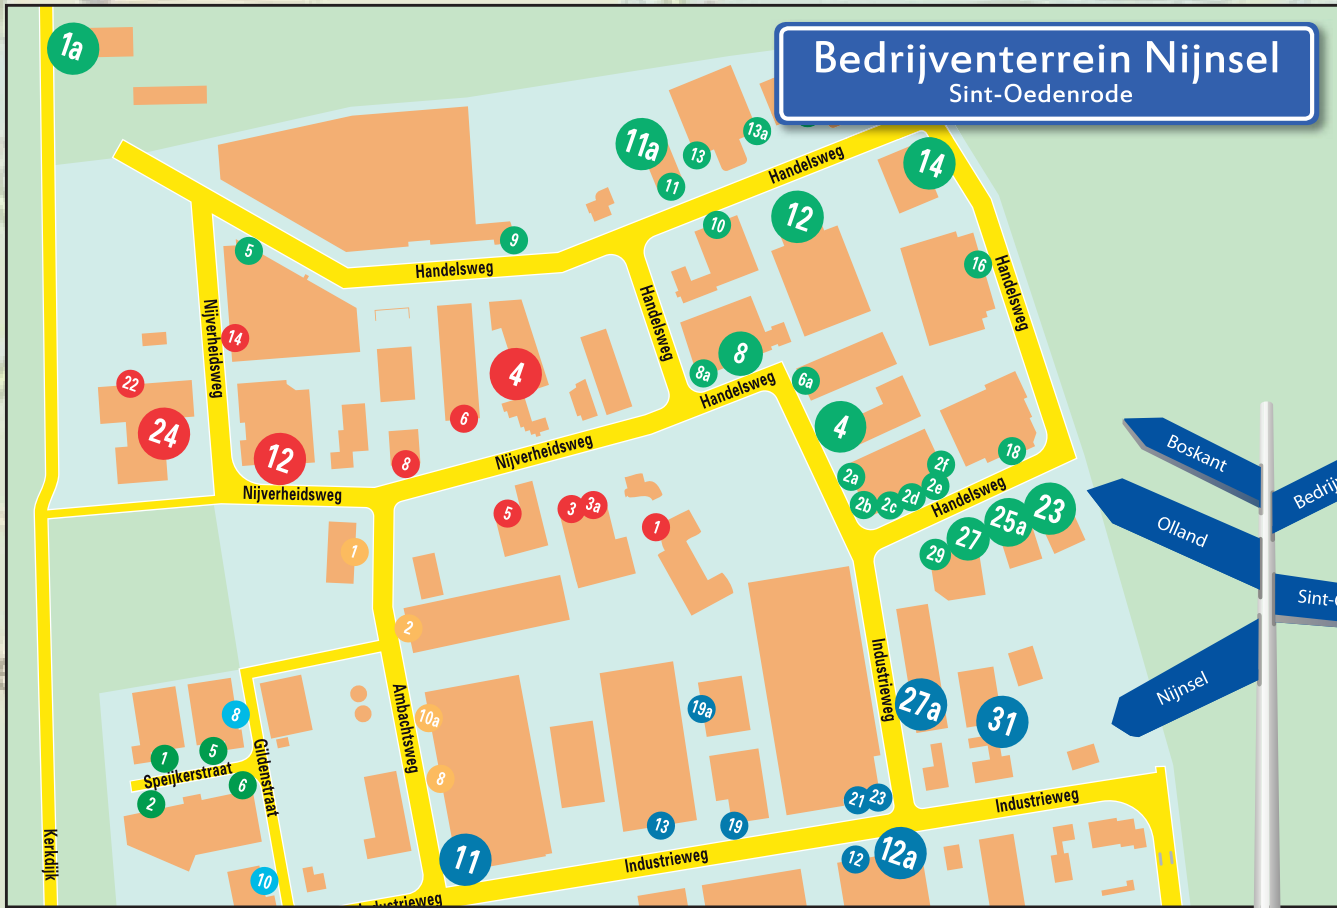 Bedrijventerrein Nijnsel
Sint-Oedenrode
1a
11a
13
13a
11
14
12
10
9
5
16
Handelsweg
Handelsweg
Handelsweg
Handelsweg
Handelsweg
Nijverheidsweg
14
22
24
12
4
6
8
8a
8
6a
4
2a
2b
2c
2d
2e
2f
18
Handelsweg
23
25a
27
29
Nijverheidsweg
Nijverheidsweg
5
3
3a
1
1
2
10a
8
Ambachtsweg
Industrieweg
27a
31
19a
8
1
5
Speijkerstraat
6
2
Gildenstraat
10
Kerkdijk
11
13
19
21
23
12
12a
Industrieweg
Industrieweg
Industrieweg
Boskant
Olland
Nijnsel